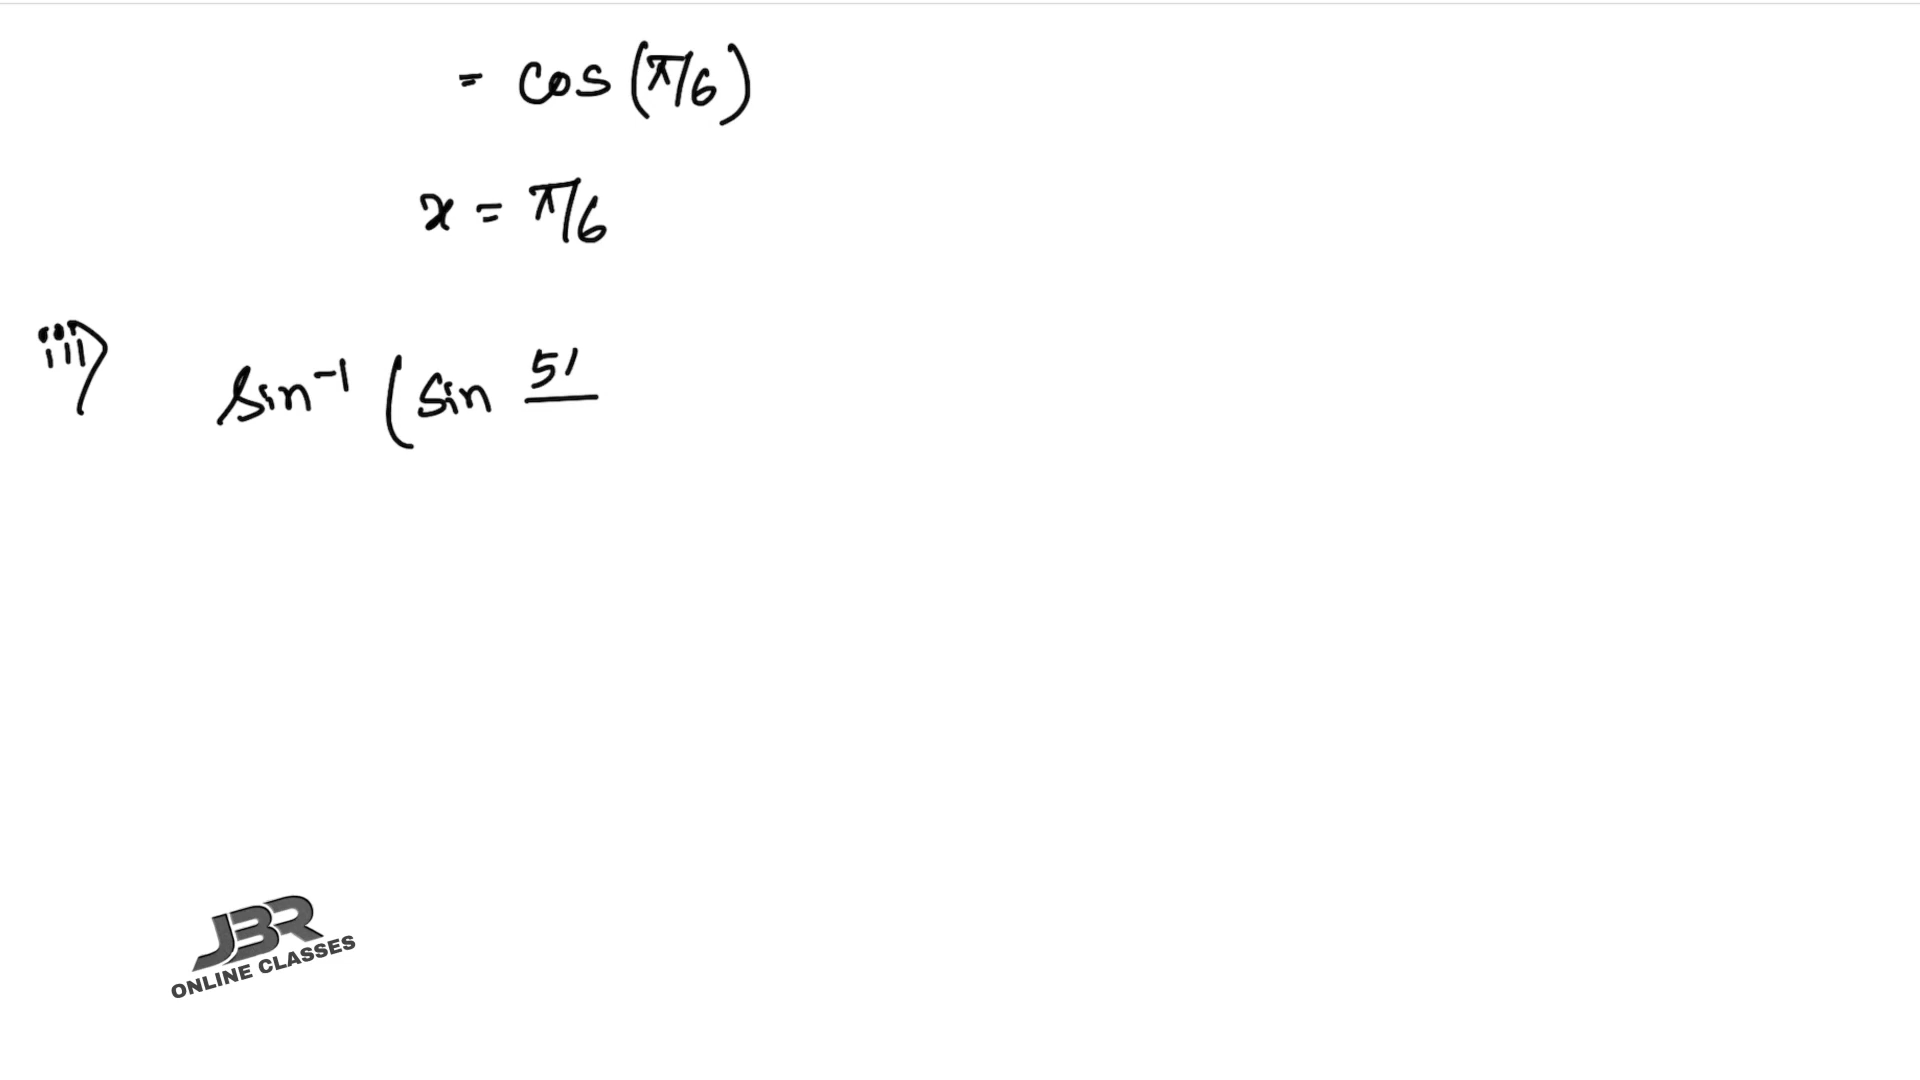 = cos (π/6)
x = π/6
iii) sin⁻¹ (sin 5/
JBR
ONLINE CLASSES